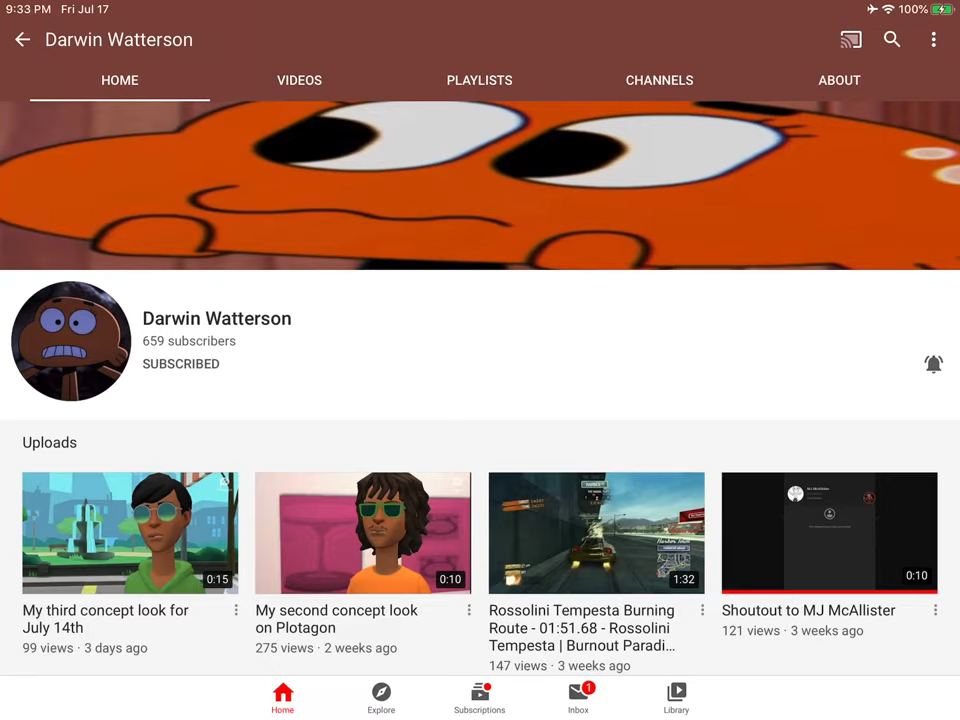 9:33 PM Fri Jul 17
100%
Darwin Watterson
HOME VIDEOS PLAYLISTS CHANNELS ABOUT
Darwin Watterson
659 subscribers
SUBSCRIBED
Uploads
0:15
0:10
1:32
0:10
My third concept look for
July 14th
99 views · 3 days ago
My second concept look
on Plotagon
275 views · 2 weeks ago
Rossolini Tempesta Burning
Route - 01:51.68 - Rossolini
Tempesta | Burnout Paradi...
147 views · 3 weeks ago
Shoutout to MJ McAllister
121 views · 3 weeks ago
1
Home Explore Subscriptions Inbox Library